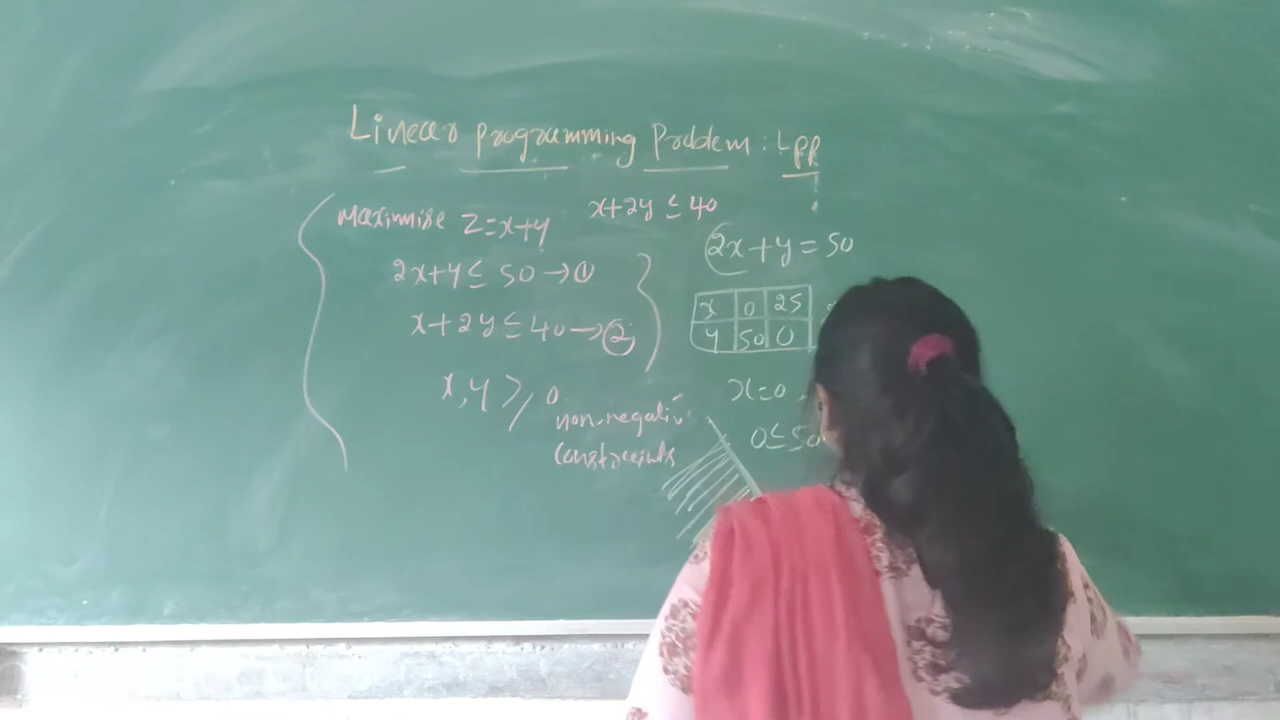 Linear programming Problem : LPP
Maximise Z=x+y
x+2y ≤ 40
2x+y ≤ 50 → ①
x+2y ≤ 40 → ②
x, y ≥, 0
non-negativ
constraints
2x+y = 50
x 0 25
y 50 0
x=0,
0≤50